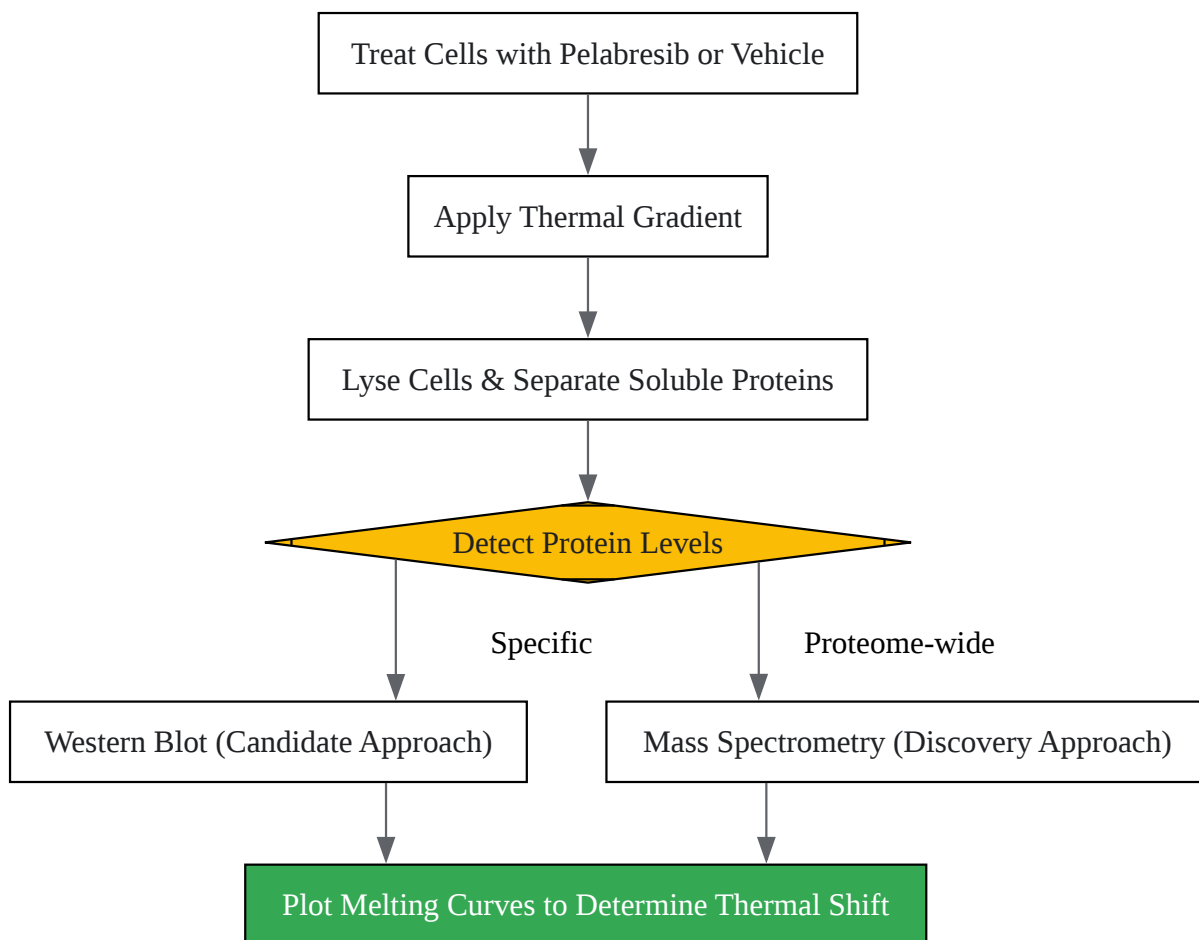 Treat Cells with Pelabresib or Vehicle
Apply Thermal Gradient
Lyse Cells & Separate Soluble Proteins
Detect Protein Levels
Specific
Proteome-wide
Western Blot (Candidate Approach)
Mass Spectrometry (Discovery Approach)
Plot Melting Curves to Determine Thermal Shift